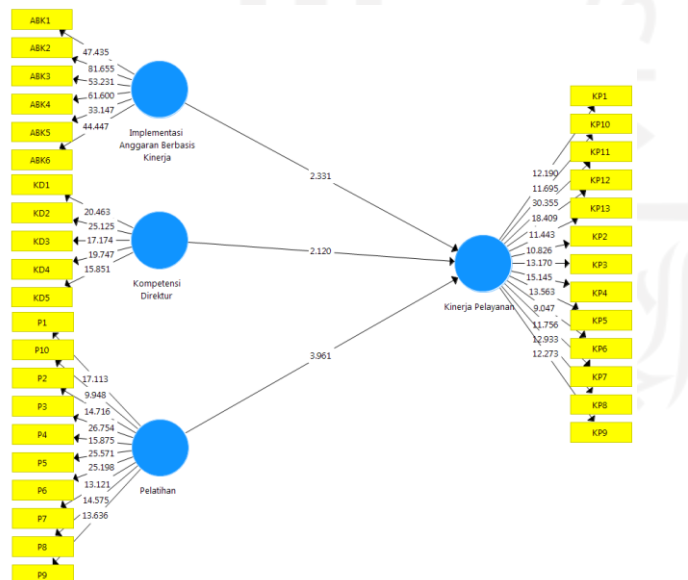 ABK1
ABK2
ABK3
ABK4
ABK5
ABK6
47.435
81.655
53.231
61.600
33.147
44.447
Implementasi
Anggaran Berbasis
Kinerja
KD1
KD2
KD3
KD4
KD5
20.463
25.125
17.174
19.747
15.851
Kompetensi
Direktur
P1
P10
P2
P3
P4
P5
P6
P7
P8
P9
17.113
9.948
14.716
26.754
15.875
25.571
25.198
13.121
14.575
13.636
Pelatihan
2.331
2.120
3.961
Kinerja Pelayanan
12.190
11.695
30.355
18.409
11.443
10.826
13.170
15.145
13.563
9.047
11.756
12.933
12.273
KP1
KP10
KP11
KP12
KP13
KP2
KP3
KP4
KP5
KP6
KP7
KP8
KP9